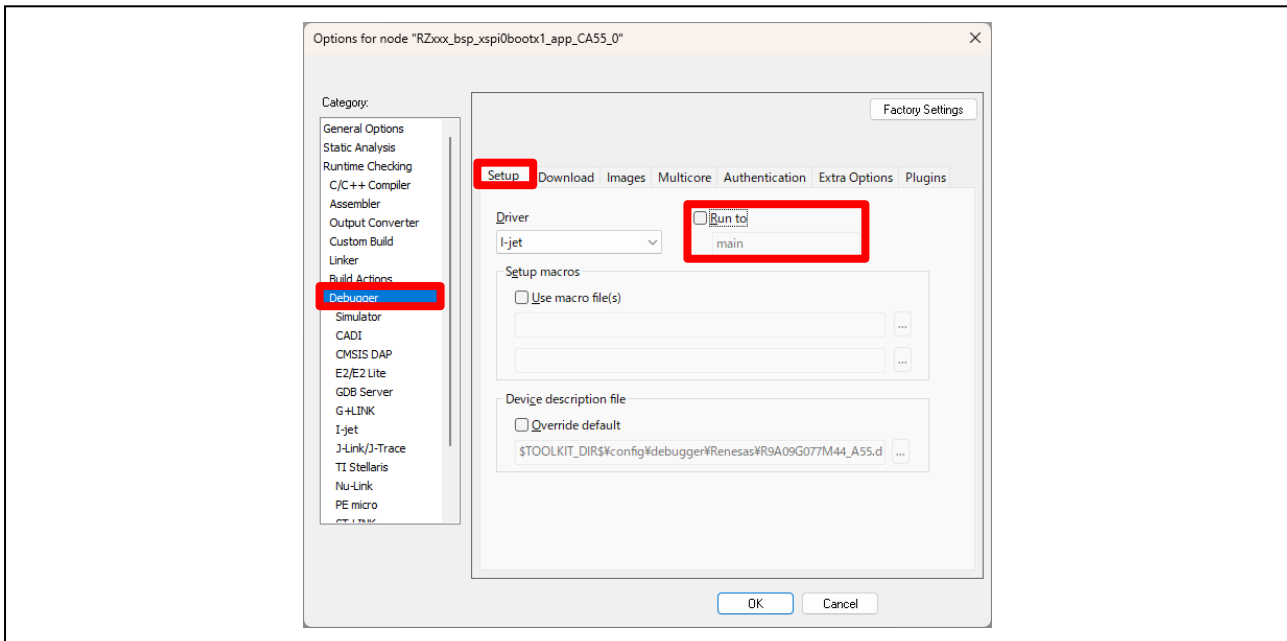 Options for node "RZxxx_bsp_xspi0bootx1_app_CA55_0"
Category:
Factory Settings
General Options
Static Analysis
Runtime Checking
C/C++ Compiler
Assembler
Output Converter
Custom Build
Linker
Build Actions
Debugger
Simulator
CADI
CMSIS DAP
E2/E2 Lite
GDB Server
G+LINK
I-jet
J-Link/J-Trace
TI Stellaris
Nu-Link
PE micro
ST-LINK
Setup Download Images Multicore Authentication Extra Options Plugins
Driver
Run to
I-jet
main
Setup macros
Use macro file(s)
...
...
Device description file
Override default
$TOOLKIT_DIR$¥config¥debugger¥Renesas¥R9A09G077M44_A55.d ...
OK Cancel